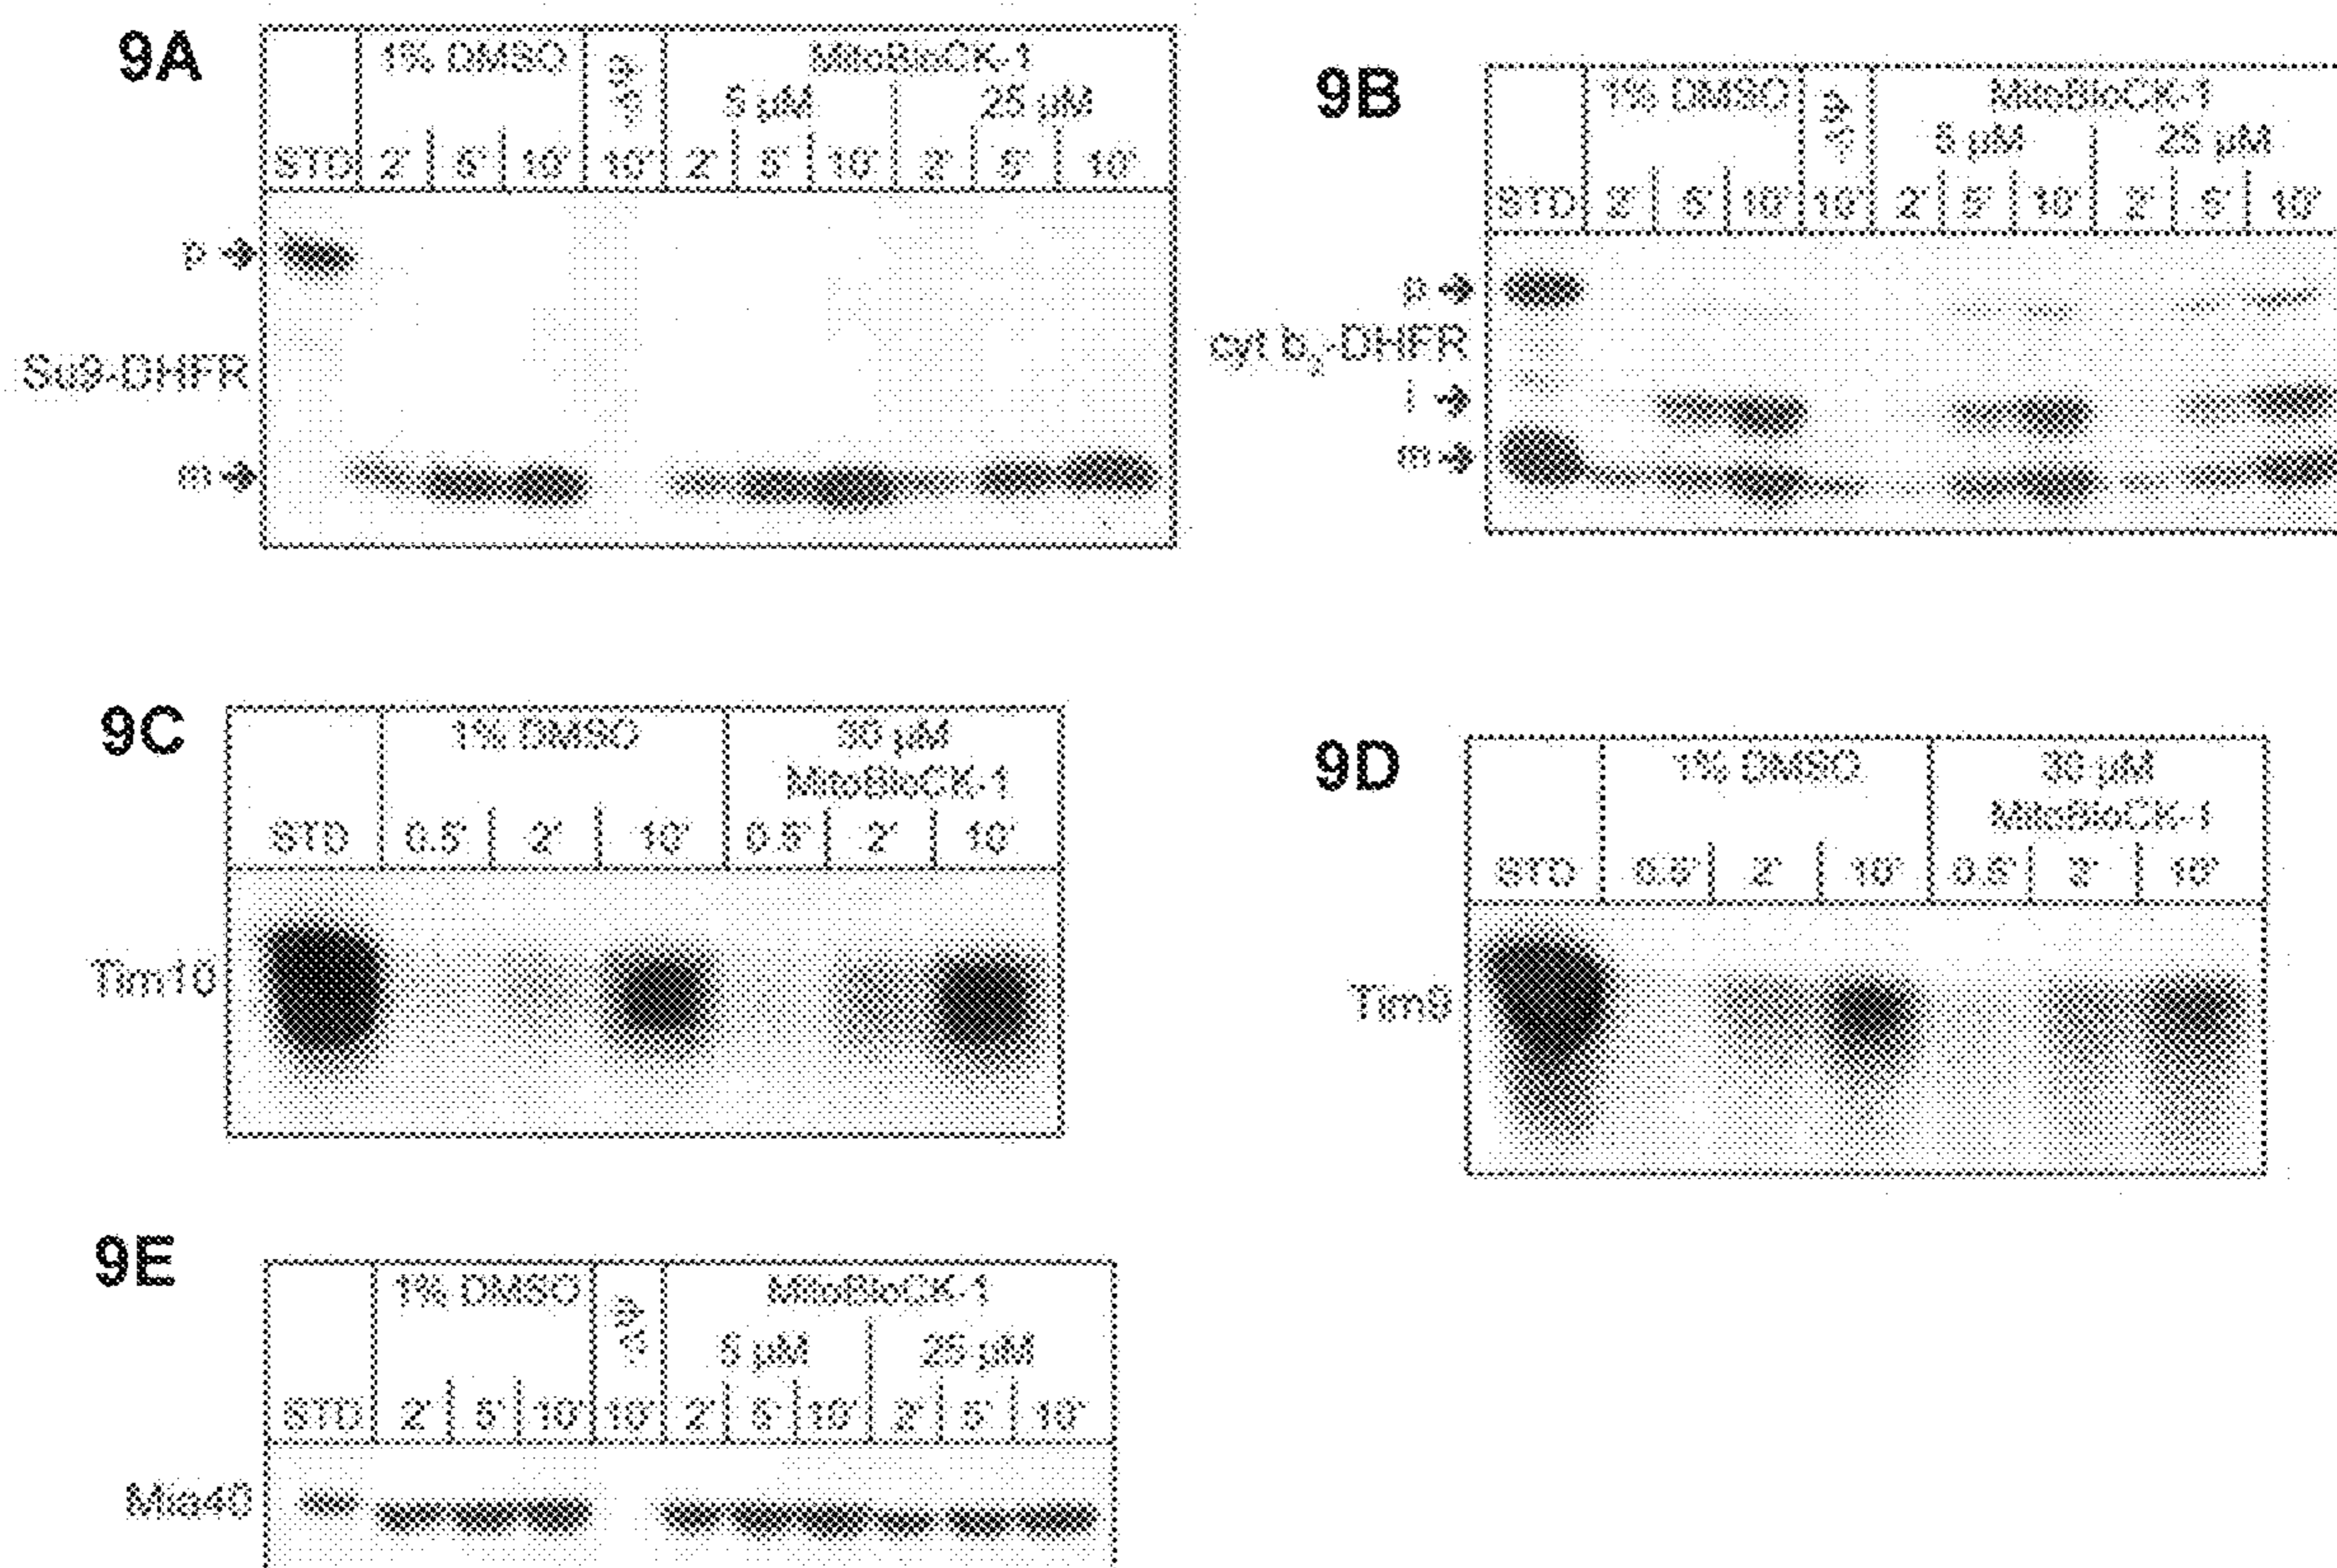 9A
1% DMSO
-Δψ
MitoBloCK-1
5 µM
25 µM
STD 2' 5' 10' 10' 2' 5' 10' 2' 5' 10'
p →
Su9-DHFR
m →
9B
1% DMSO
-Δψ
MitoBloCK-1
5 µM
25 µM
STD 2' 5' 10' 10' 2' 5' 10' 2' 5' 10'
p →
cyt b₂-DHFR
i →
m →
9C
1% DMSO
30 µM
MitoBloCK-1
STD 0.5' 2' 10' 0.5' 2' 10'
Tim10
9D
1% DMSO
30 µM
MitoBloCK-1
STD 0.5' 2' 10' 0.5' 2' 10'
Tim9
9E
1% DMSO
-Δψ
MitoBloCK-1
5 µM
25 µM
STD 2' 5' 10' 10' 2' 5' 10' 2' 5' 10'
Mia40